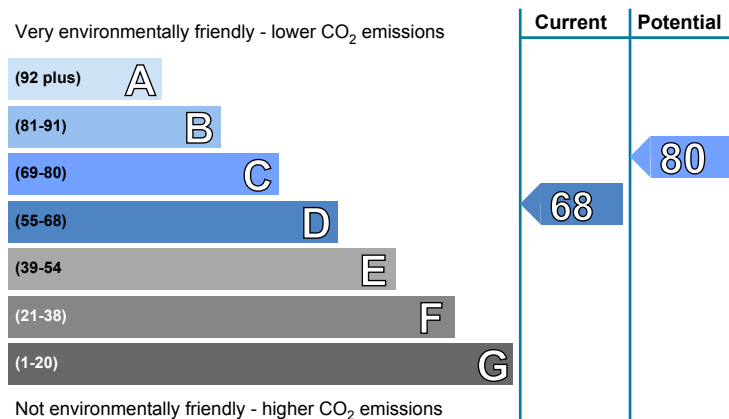 Current Potential
Very environmentally friendly - lower CO2 emissions
(92 plus) A
(81-91) B
(69-80) C
80
(55-68) D
68
(39-54 E
(21-38) F
(1-20) G
Not environmentally friendly - higher CO2 emissions